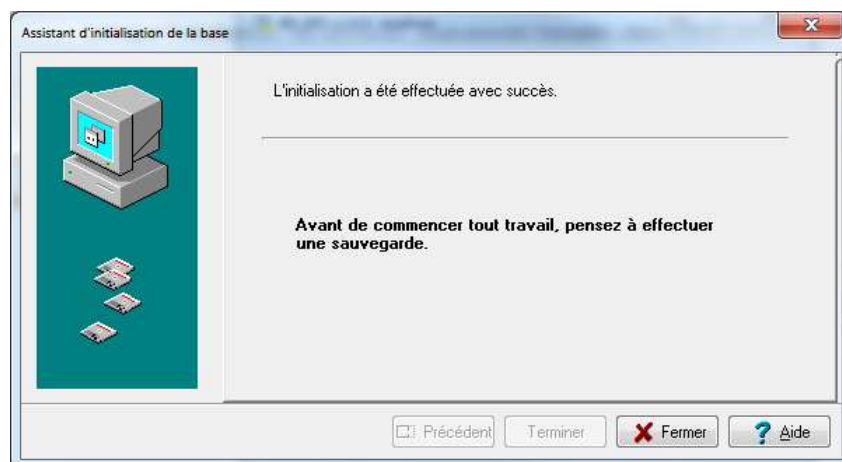 Assistant d'initialisation de la base
L'initialisation a été effectuée avec succès.
Avant de commencer tout travail, pensez à effectuer
une sauvegarde.
Précédent
Terminer
Fermer
Aide